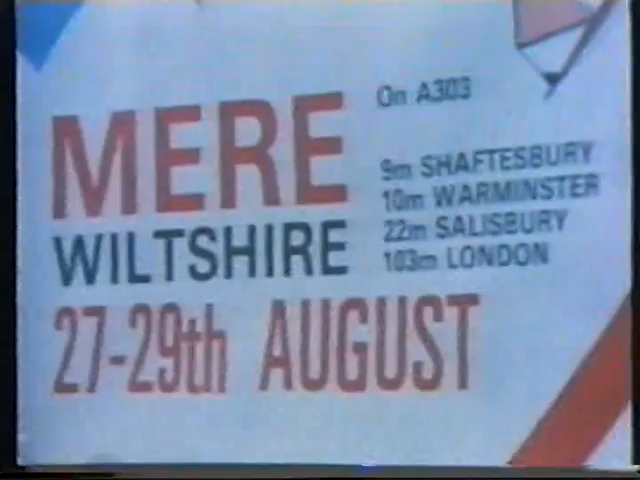 MERE
WILTSHIRE
27-29th AUGUST
On A303
9m SHAFTESBURY
10m WARMINSTER
22m SALISBURY
103m LONDON